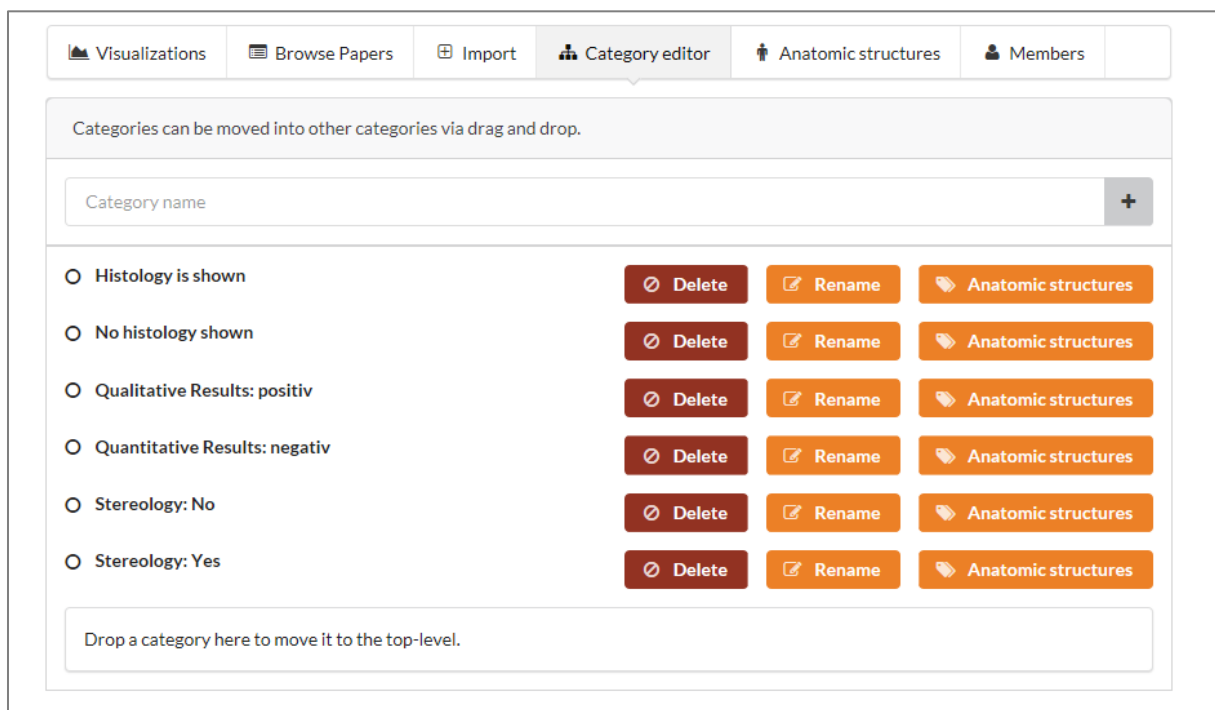 Visualizations Browse Papers Import Category editor Anatomic structures Members
Categories can be moved into other categories via drag and drop.
Category name
Histology is shown Delete Rename Anatomic structures
No histology shown Delete Rename Anatomic structures
Qualitative Results: positiv Delete Rename Anatomic structures
Quantitative Results: negativ Delete Rename Anatomic structures
Stereology: No Delete Rename Anatomic structures
Stereology: Yes Delete Rename Anatomic structures
Drop a category here to move it to the top-level.